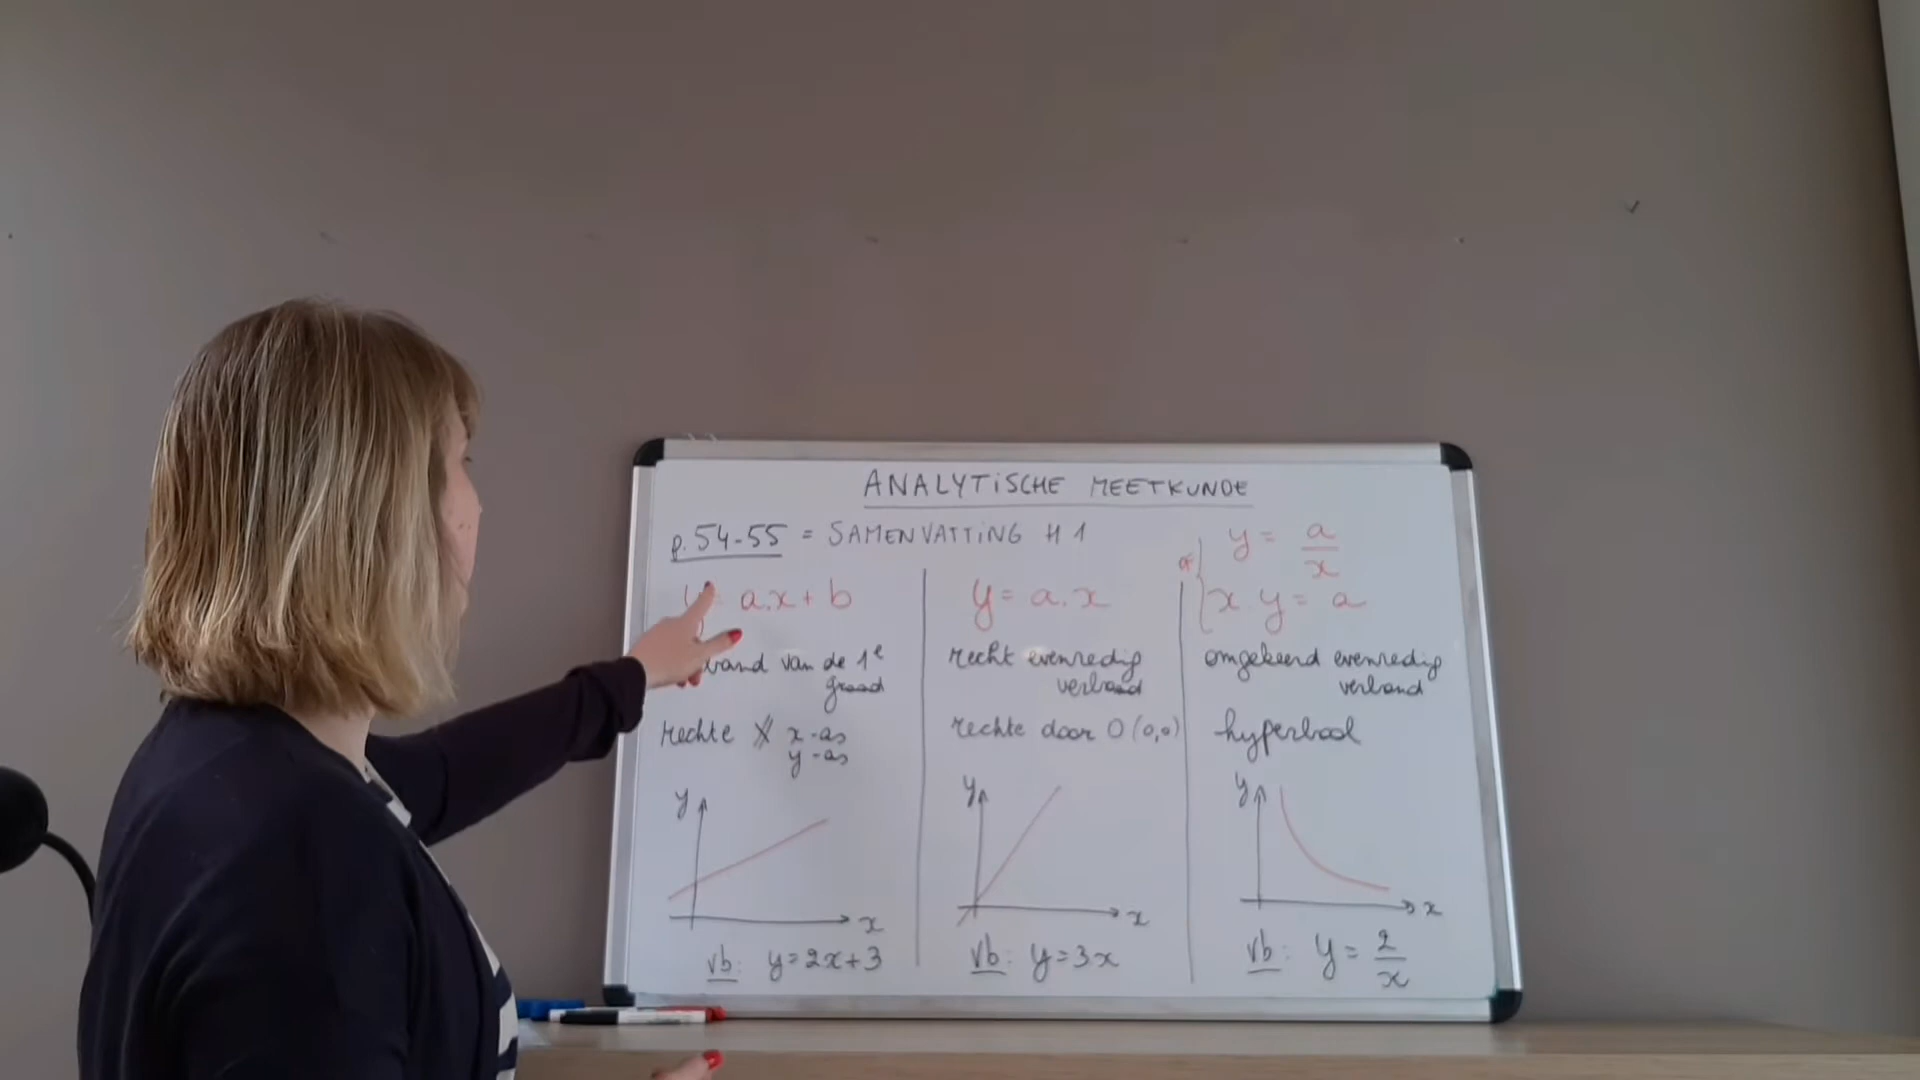 ANALYTISCHE MEETKUNDE
p. 54-55 = SAMENVATTING H 1
y = a.x + b
van de 1e
graad
rechte ∦ x-as
y-as
y
x
vb: y = 2x + 3
y = a. x
recht evenredig
verband
rechte door O (0,0)
y
x
vb: y = 3x
y = a/x
of
x y = a
omgekeerd evenredig
verband
hyperbool
y
x
vb: y = 2/x